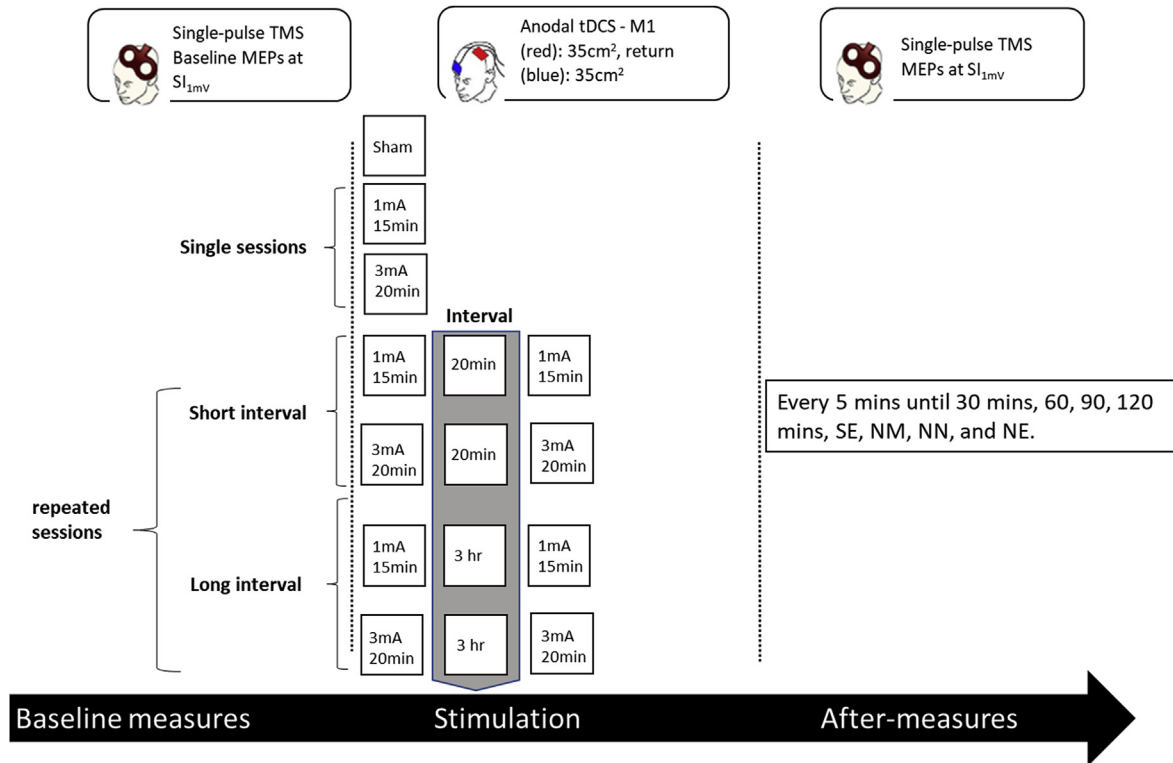 Single-pulse TMS
Baseline MEPs at
SI1mV
Anodal tDCS - M1
(red): 35cm², return
(blue): 35cm²
Single-pulse TMS
MEPs at SI1mV
Sham
Single sessions
1mA
15min
3mA
20min
Interval
repeated
sessions
Short interval
1mA
15min
20min
1mA
15min
3mA
20min
20min
3mA
20min
Long interval
1mA
15min
3 hr
1mA
15min
3mA
20min
3 hr
3mA
20min
Every 5 mins until 30 mins, 60, 90, 120
mins, SE, NM, NN, and NE.
Baseline measures
Stimulation
After-measures